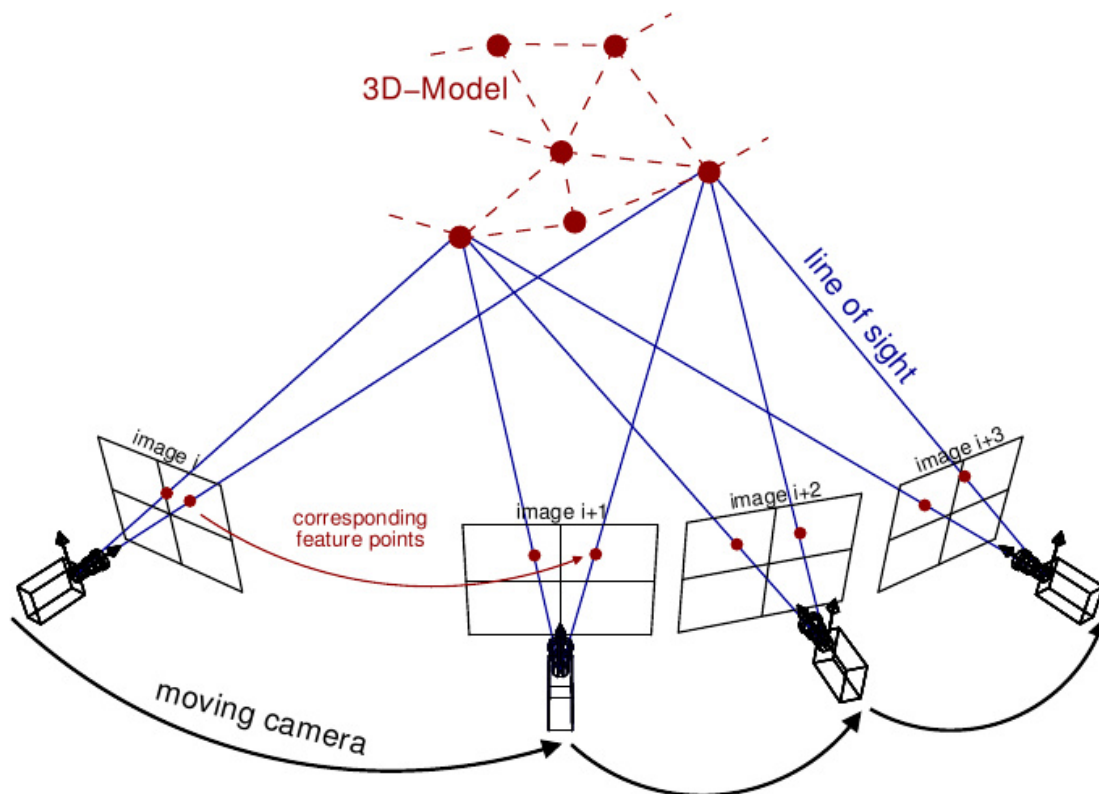 3D-Model
line of sight
image i
image i+3
image i+2
image i+1
corresponding
feature points
moving camera